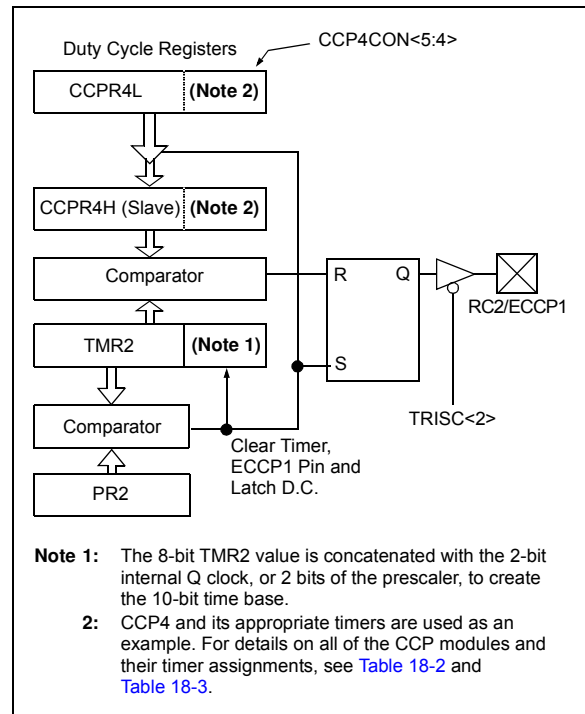 Duty Cycle Registers
CCP4CON<5:4>
CCPR4L
(Note 2)
CCPR4H (Slave)
(Note 2)
Comparator
R
Q
RC2/ECCP1
TMR2
(Note 1)
S
Comparator
TRISC<2>
Clear Timer,
ECCP1 Pin and
Latch D.C.
PR2
Note 1: The 8-bit TMR2 value is concatenated with the 2-bit
internal Q clock, or 2 bits of the prescaler, to create
the 10-bit time base.
2: CCP4 and its appropriate timers are used as an
example. For details on all of the CCP modules and
their timer assignments, see Table 18-2 and
Table 18-3.